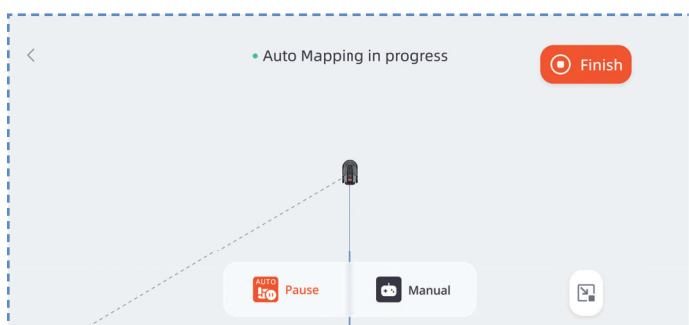 Auto Mapping in progress
Finish
AUTO
Pause
Manual